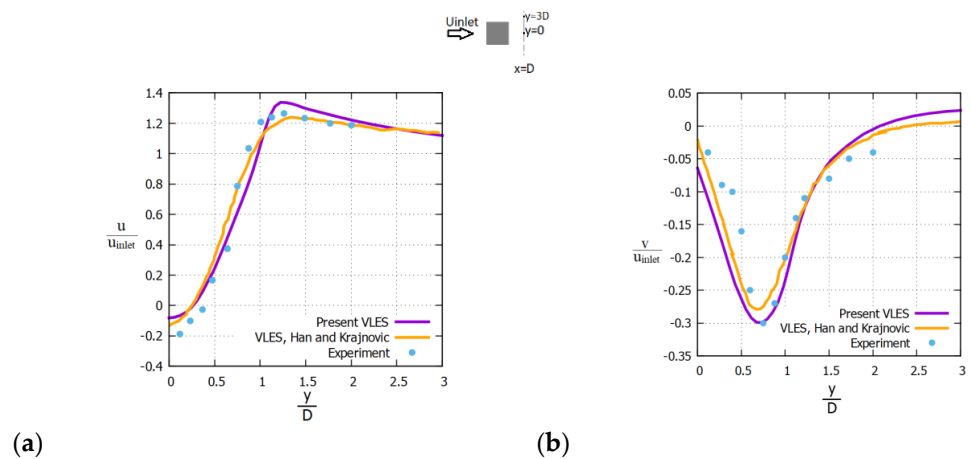 Uinlet
y=3D
y=0
x=D
1.4
1.2
1
0.8
0.6
0.4
0.2
0
-0.2
-0.4
u
u_inlet
Present VLES
VLES, Han and Krajnovic
Experiment
0 0.5 1 1.5 2 2.5 3
y
D
(a)
0.05
0
-0.05
-0.1
-0.15
-0.2
-0.25
-0.3
-0.35
v
u_inlet
Present VLES
VLES, Han and Krajnovic
Experiment
0 0.5 1 1.5 2 2.5 3
y
D
(b)